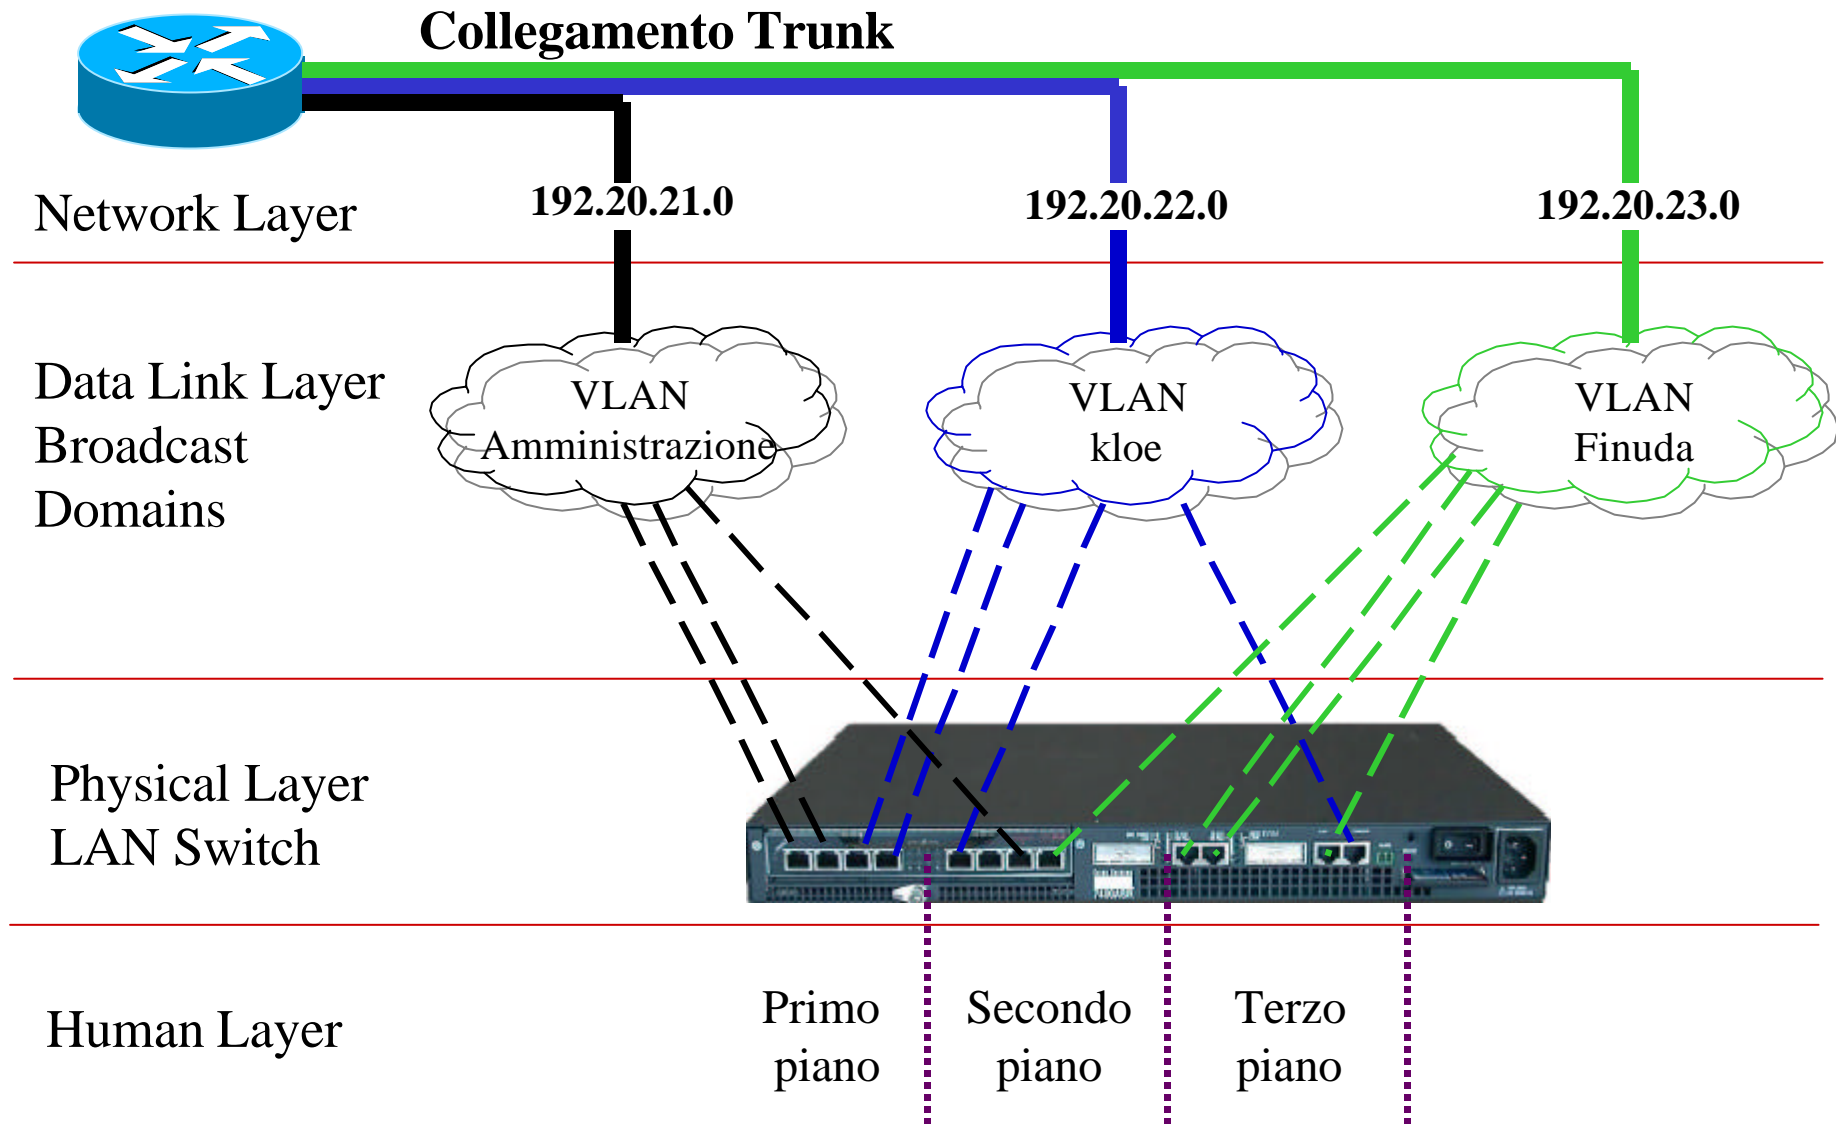 Collegamento Trunk
Network Layer
192.20.21.0
192.20.22.0
192.20.23.0
Data Link Layer
Broadcast
Domains
VLAN
Amministrazione
VLAN
kloe
VLAN
Finuda
Physical Layer
LAN Switch
Human Layer
Primo
piano
Secondo
piano
Terzo
piano